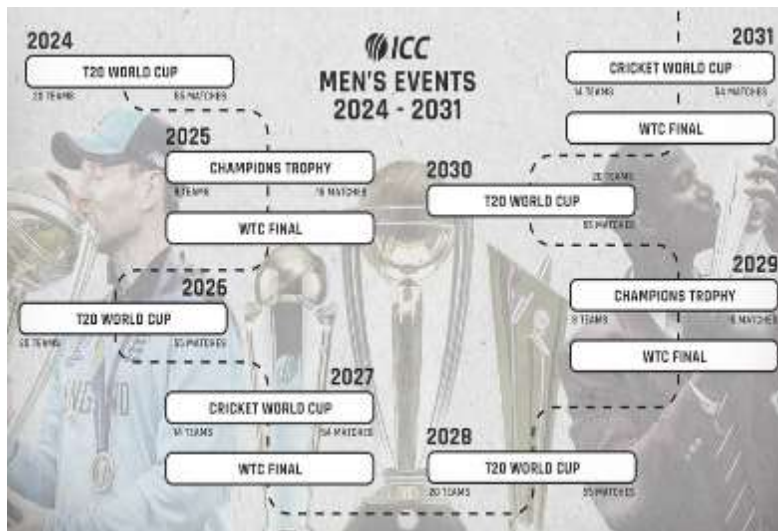 ICC
MEN'S EVENTS
2024 - 2031
2024
T20 WORLD CUP
20 TEAMS 55 MATCHES
2025
CHAMPIONS TROPHY
8 TEAMS 15 MATCHES
WTC FINAL
2026
T20 WORLD CUP
20 TEAMS 55 MATCHES
2027
CRICKET WORLD CUP
14 TEAMS 54 MATCHES
WTC FINAL
2028
T20 WORLD CUP
20 TEAMS 55 MATCHES
2029
CHAMPIONS TROPHY
8 TEAMS 15 MATCHES
WTC FINAL
2030
20 TEAMS
T20 WORLD CUP
55 MATCHES
2031
CRICKET WORLD CUP
14 TEAMS 54 MATCHES
WTC FINAL